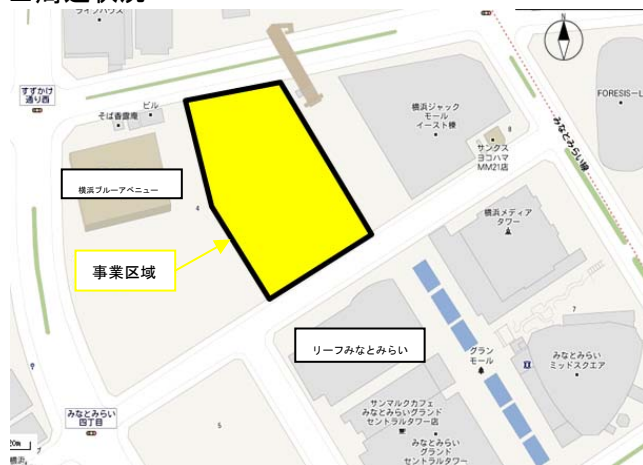 ライブハウス
N
すずかけ
通り西
ビル
そば香露庵
横浜ジャック
モール
イースト棟
FORESIS-L
みなとみらい線
8
サンクス
ヨコハマ
MM21店
横浜ブルーアベニュー
4
横浜メディア
タワー
事業区域
7
リーフみなとみらい
グラン
モール
みなとみらい
ミッドスクエア
サンマルクカフェ
みなとみらいグランド
セントラルタワー店
みなとみらい
四丁目
5
みなとみらい
グランド
セントラルタワー
20m
横浜